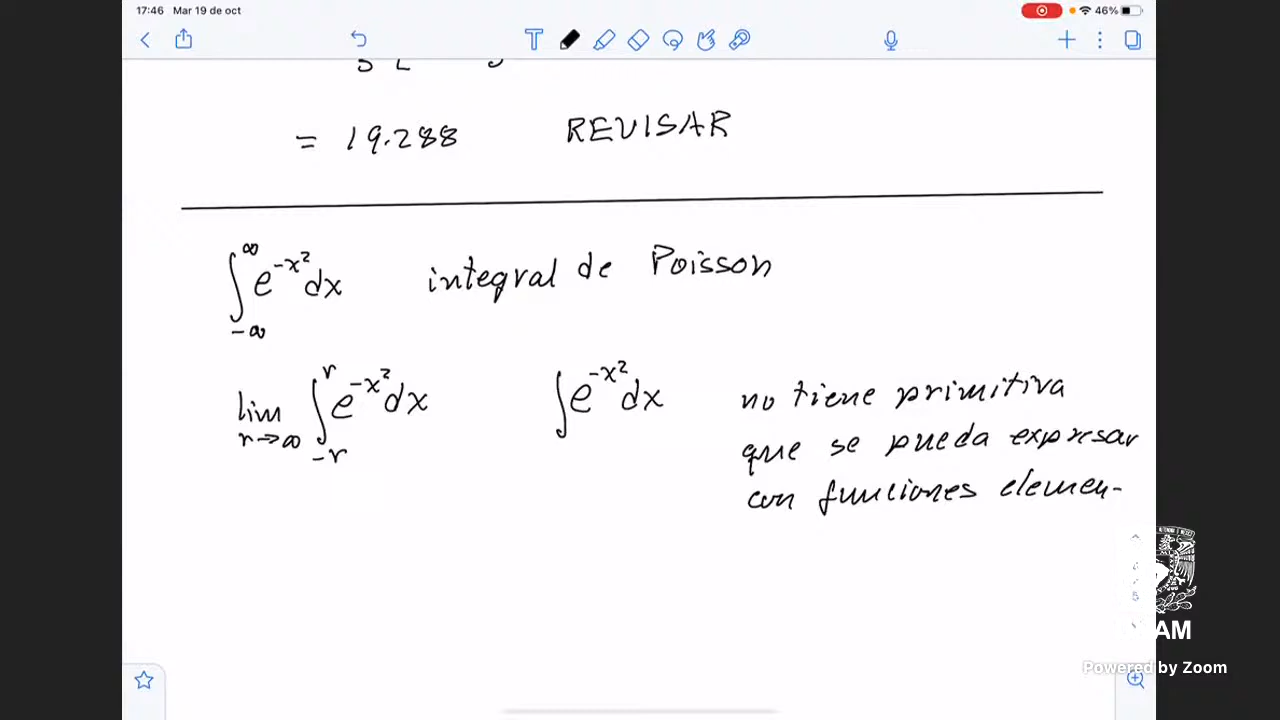 17:46 Mar 19 de oct
46%
= 19.288 REVISAR
∫_{-∞}^{∞} e^{-x²} dx integral de Poisson
lim_{r→∞} ∫_{-r}^{r} e^{-x²} dx ∫ e^{-x²} dx no tiene primitiva
que se pueda expresar
con funciones elemen-
Powered by Zoom